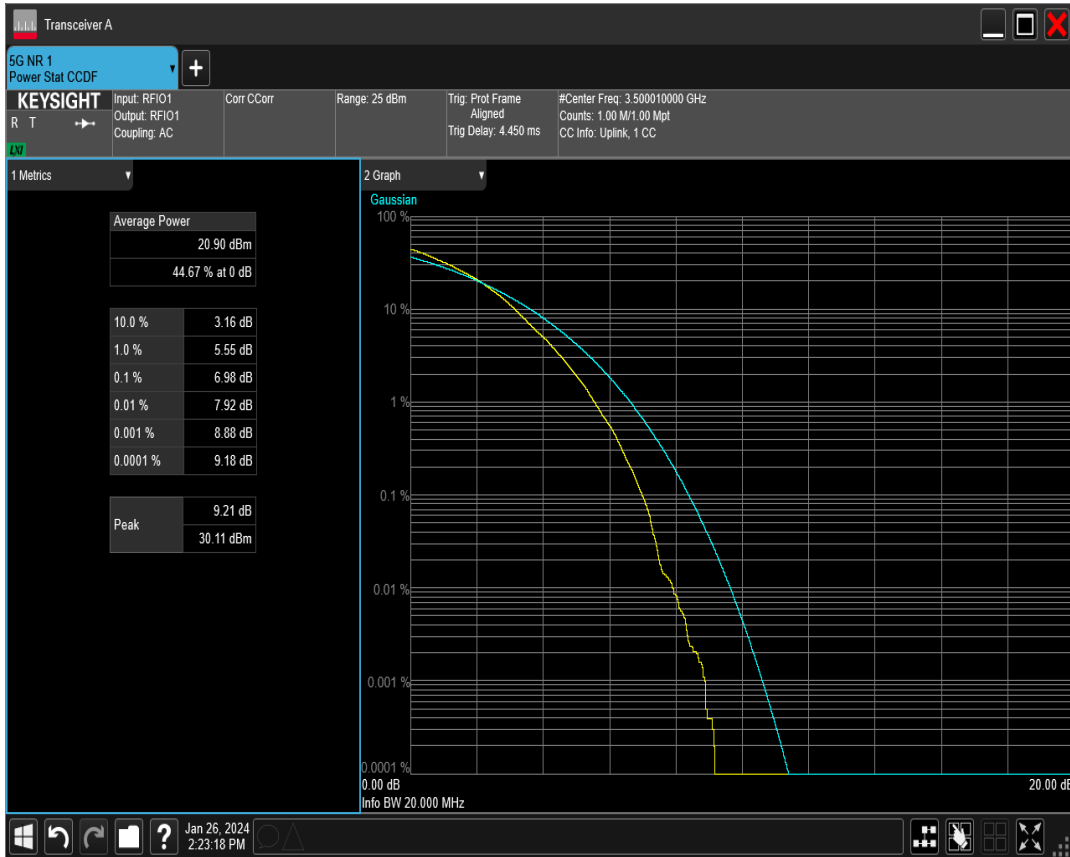 Transceiver A
5G NR 1
Power Stat CCDF
KEYSIGHT
R T
LXI
Input: RFIO1
Output: RFIO1
Coupling: AC
Corr CCorr
Range: 25 dBm
Trig: Prot Frame
Aligned
Trig Delay: 4.450 ms
#Center Freq: 3.500010000 GHz
Counts: 1.00 M/1.00 Mpt
CC Info: Uplink, 1 CC
1 Metrics
Average Power
20.90 dBm
44.67 % at 0 dB
10.0 % 3.16 dB
1.0 % 5.55 dB
0.1 % 6.98 dB
0.01 % 7.92 dB
0.001 % 8.88 dB
0.0001 % 9.18 dB
Peak
9.21 dB
30.11 dBm
2 Graph
Gaussian
100 %
10 %
1 %
0.1 %
0.01 %
0.001 %
0.0001 %
0.00 dB 20.00 dB
Info BW 20.000 MHz
?
Jan 26, 2024
2:23:18 PM